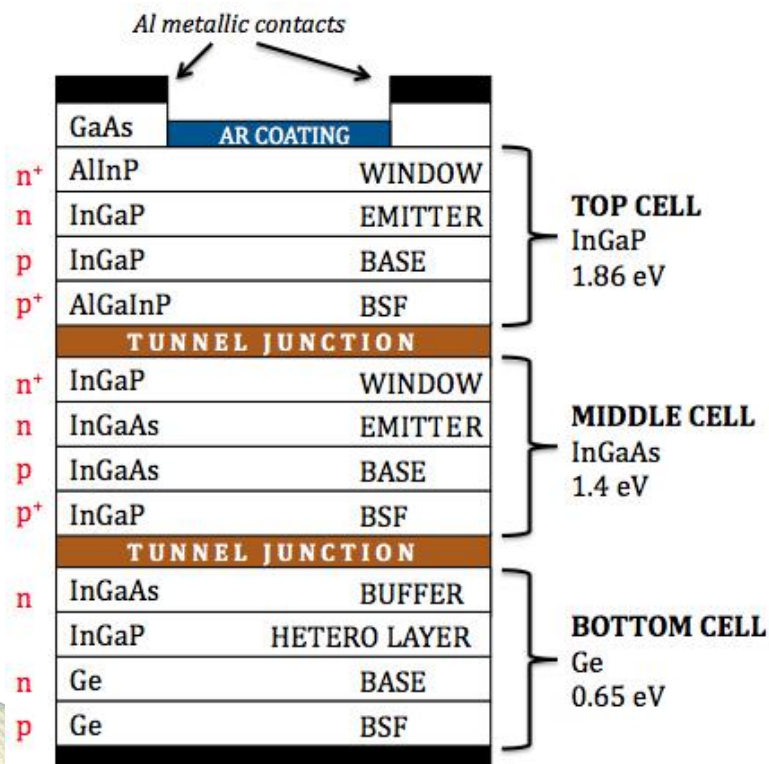 Al metallic contacts
GaAs
AR COATING
n⁺ AlInP WINDOW
n InGaP EMITTER
p InGaP BASE
p⁺ AlGaInP BSF
TOP CELL
InGaP
1.86 eV
TUNNEL JUNCTION
n⁺ InGaP WINDOW
n InGaAs EMITTER
p InGaAs BASE
p⁺ InGaP BSF
MIDDLE CELL
InGaAs
1.4 eV
TUNNEL JUNCTION
n InGaAs BUFFER
InGaP HETERO LAYER
n Ge BASE
p Ge BSF
BOTTOM CELL
Ge
0.65 eV